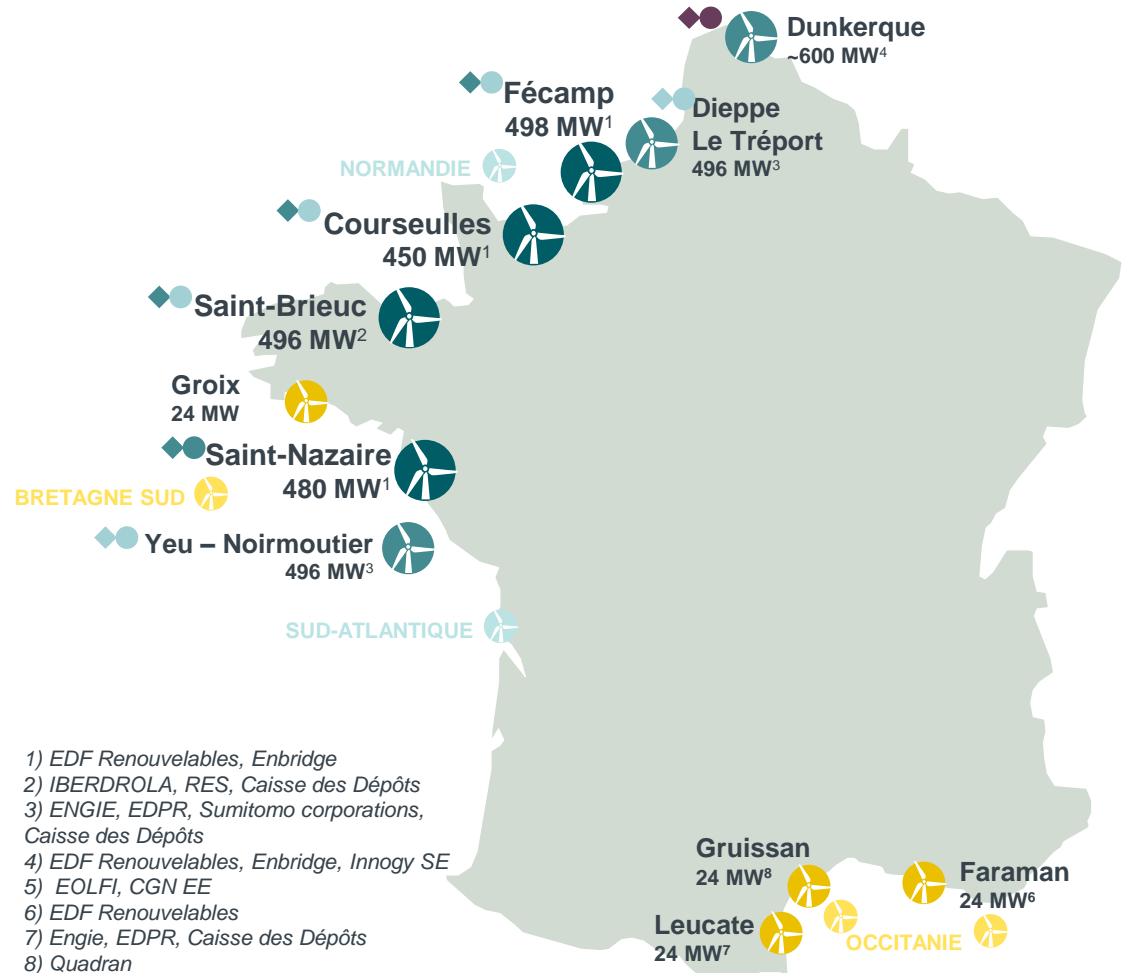 Dunkerque
~600 MW⁴
Fécamp
498 MW¹
Dieppe
Le Tréport
496 MW³
NORMANDIE
Courseulles
450 MW¹
Saint-Brieuc
496 MW²
Groix
24 MW
Saint-Nazaire
480 MW¹
BRETAGNE SUD
Yeu – Noirmoutier
496 MW³
SUD-ATLANTIQUE
1) EDF Renouvelables, Enbridge
2) IBERDROLA, RES, Caisse des Dépôts
3) ENGIE, EDPR, Sumitomo corporations,
Caisse des Dépôts
4) EDF Renouvelables, Enbridge, Innogy SE
5) EOLFI, CGN EE
6) EDF Renouvelables
7) Engie, EDPR, Caisse des Dépôts
8) Quadran
Gruissan
24 MW⁸
Faraman
24 MW⁶
Leucate
24 MW⁷
OCCITANIE